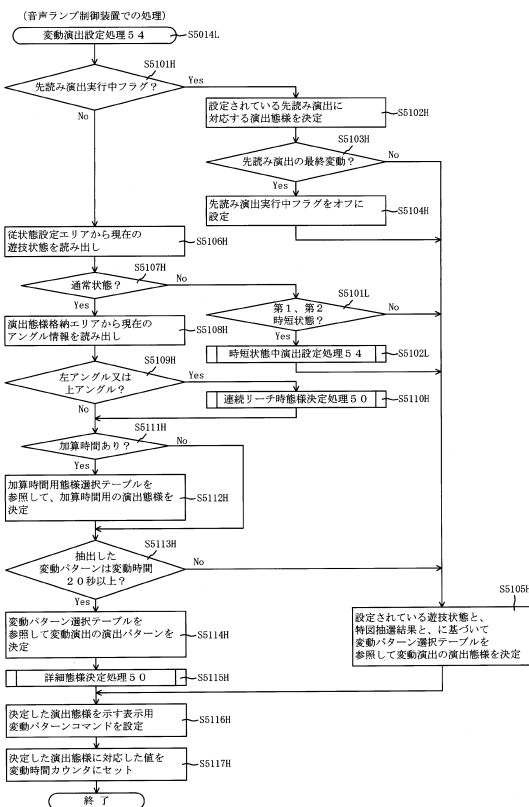 (音声ランプ制御装置での処理)
変動演出設定処理54
S5014L
S5101H
先読み演出実行中フラグ?
Yes
No
設定されている先読み演出に
対応する演出態様を決定
S5102H
S5103H
先読み演出の最終変動?
No
Yes
先読み演出実行中フラグをオフに
設定
S5104H
従状態設定エリアから現在の
遊技状態を読み出し
S5106H
S5107H
通常状態?
No
Yes
S5101L
第1、第2
時短状態?
No
Yes
演出態様格納エリアから現在の
アングル情報を読み出し
S5108H
時短状態中演出設定処理54
S5102L
S5109H
左アングル又は
上アングル?
Yes
No
連続リーチ時態様決定処理50
S5110H
S5111H
加算時間あり?
No
Yes
加算時間用態様選択テーブルを
参照して、加算時間用の演出態様を
決定
S5112H
S5113H
抽出した
変動パターンは変動時間
20秒以上?
No
Yes
S5105H
変動パターン選択テーブルを
参照して変動演出の演出パターンを
決定
S5114H
設定されている遊技状態と、
特図抽選結果と、に基づいて
変動パターン選択テーブルを
参照して変動演出の演出態様を決定
詳細態様決定処理50
S5115H
決定した演出態様を示す表示用
変動パターンコマンドを設定
S5116H
決定した演出態様に対応した値を
変動時間カウンタにセット
S5117H
終了